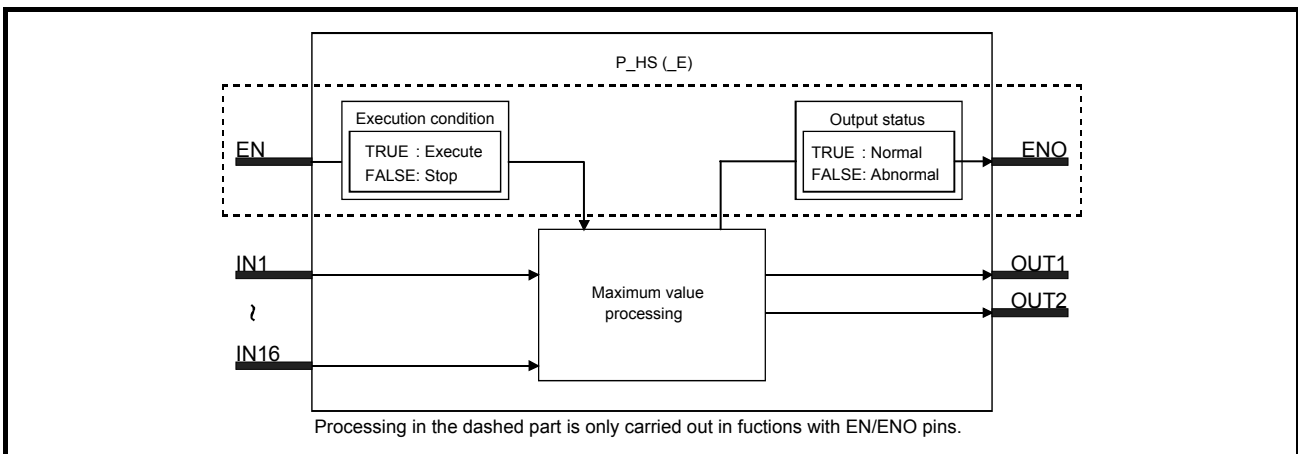 P_HS (_E)
Execution condition
Output status
EN
TRUE : Execute
FALSE: Stop
TRUE : Normal
FALSE: Abnormal
ENO
IN1
OUT1
Maximum value
processing
OUT2
~
IN16
Processing in the dashed part is only carried out in fuctions with EN/ENO pins.